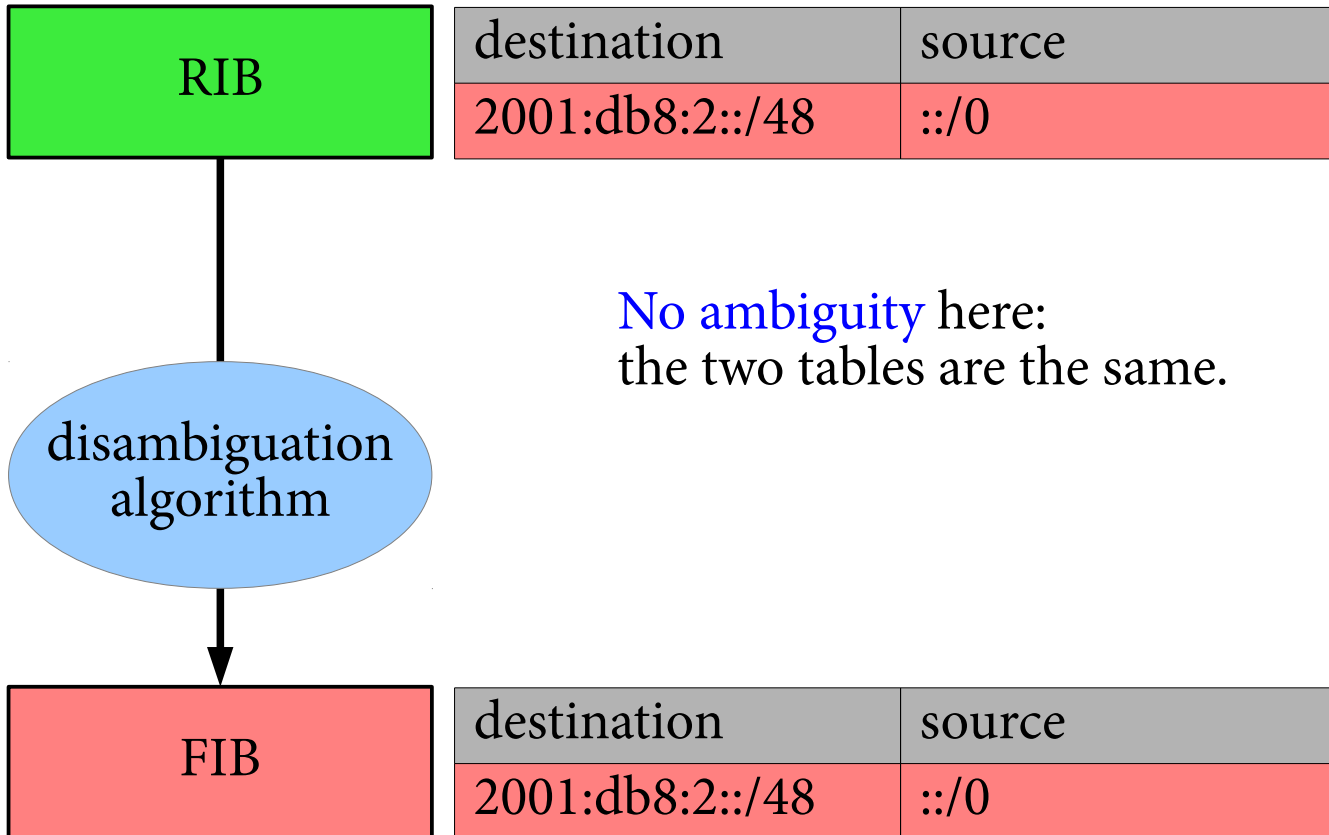 RIB
destination source
2001:db8:2::/48 ::/0
No ambiguity here:
the two tables are the same.
disambiguation
algorithm
FIB
destination source
2001:db8:2::/48 ::/0